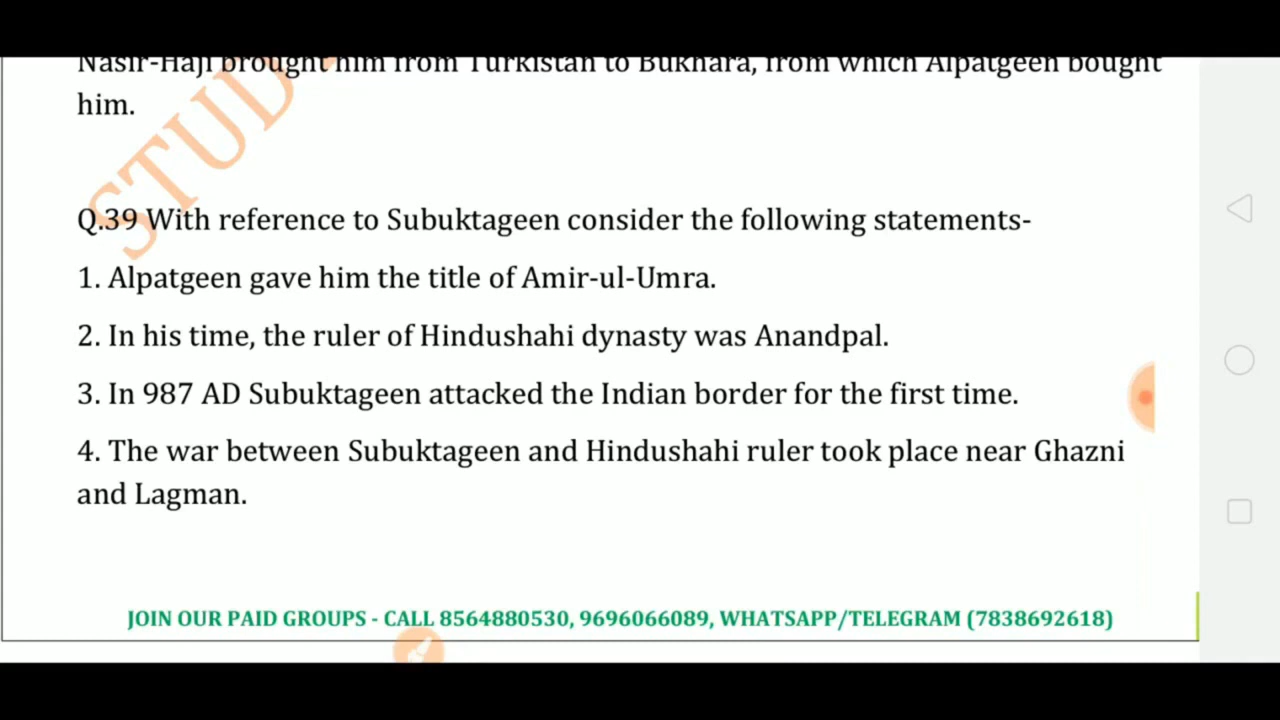 Nasir-Haji brought him from Turkistan to Bukhara, from which Alpatgeen bought
him.
STUD
Q.39 With reference to Subuktageen consider the following statements-
1. Alpatgeen gave him the title of Amir-ul-Umra.
2. In his time, the ruler of Hindushahi dynasty was Anandpal.
3. In 987 AD Subuktageen attacked the Indian border for the first time.
4. The war between Subuktageen and Hindushahi ruler took place near Ghazni
and Lagman.
JOIN OUR PAID GROUPS - CALL 8564880530, 9696066089, WHATSAPP/TELEGRAM (7838692618)